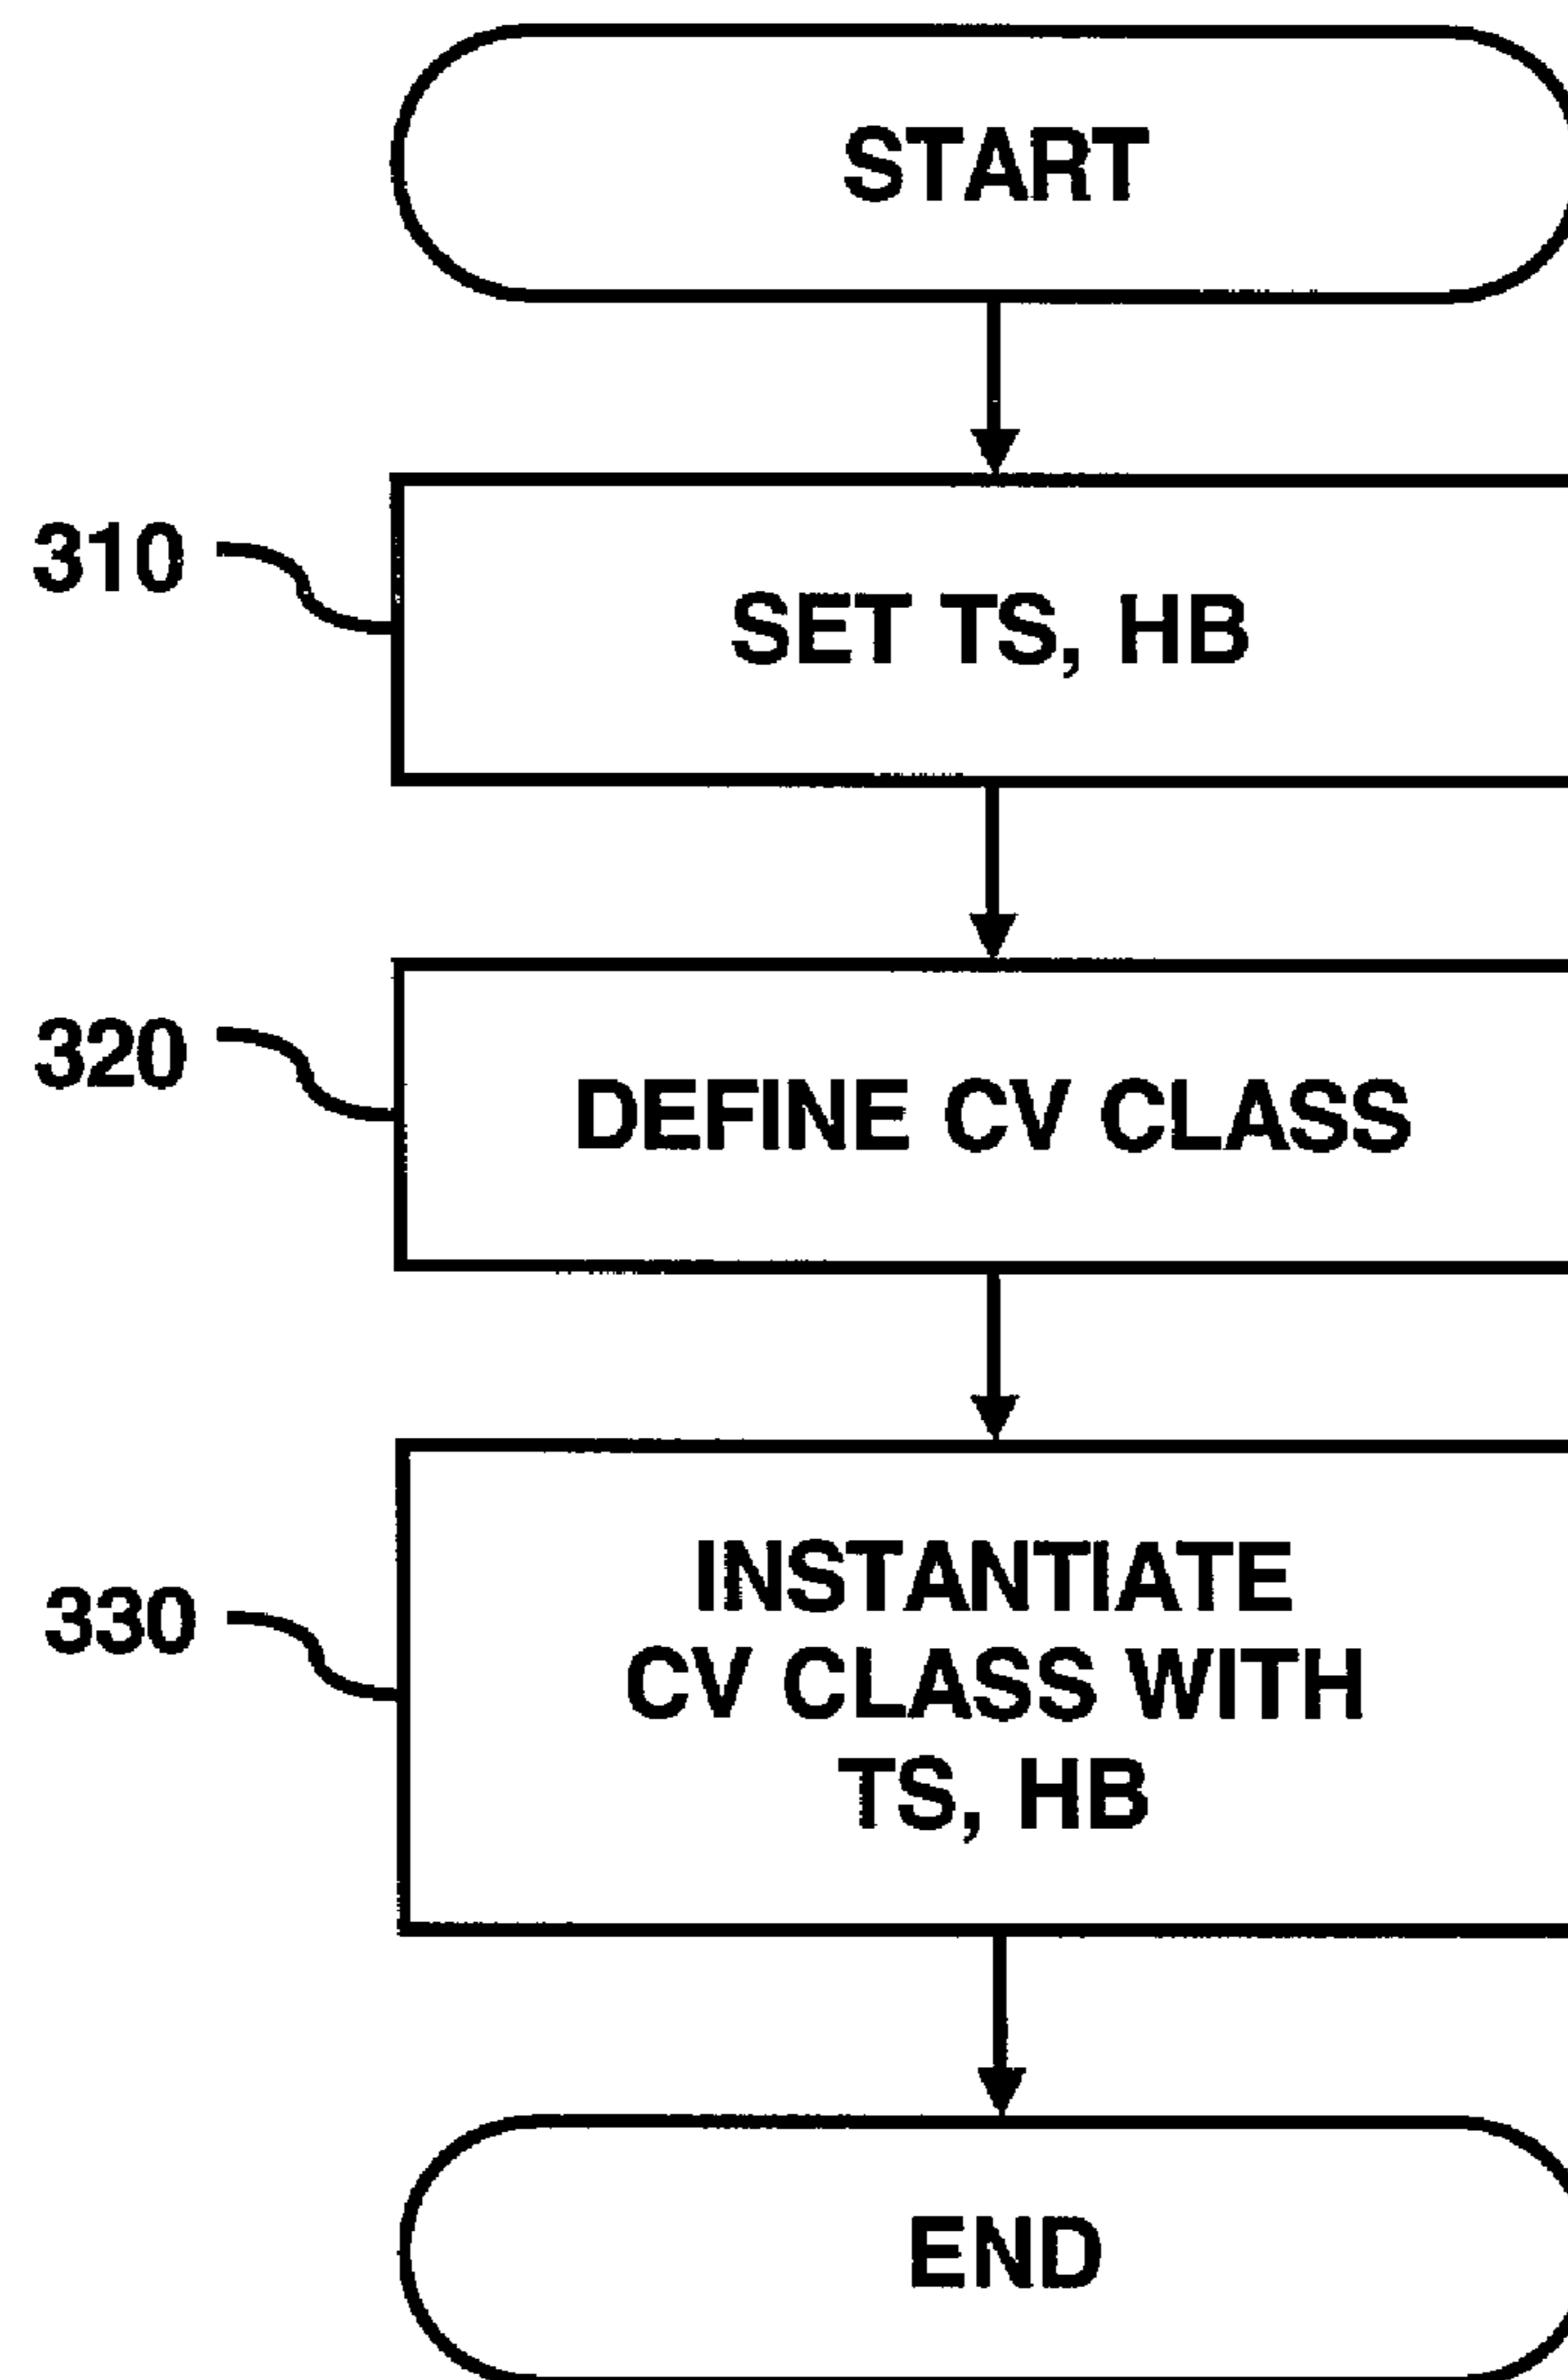 START
310
SET TS, HB
320
DEFINE CV CLASS
330
INSTANTIATE
CV CLASS WITH
TS, HB
END